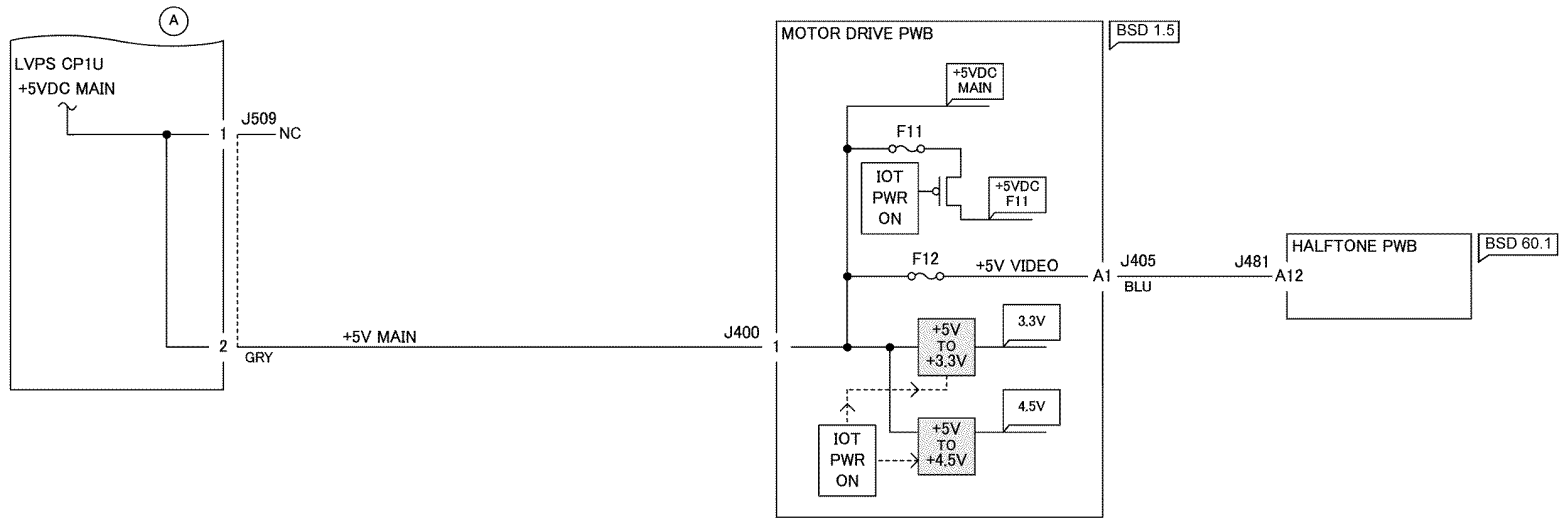 A
LVPS CP1U
+5VDC MAIN
1
J509
NC
2
GRY
+5V MAIN
J400
1
MOTOR DRIVE PWB
BSD 1.5
+5VDC
MAIN
F11
IOT
PWR
ON
+5VDC
F11
F12
+5V VIDEO
A1
J405
BLU
J481
A12
HALFTONE PWB
BSD 60.1
+5V
TO
+3.3V
3.3V
IOT
PWR
ON
+5V
TO
+4.5V
4.5V